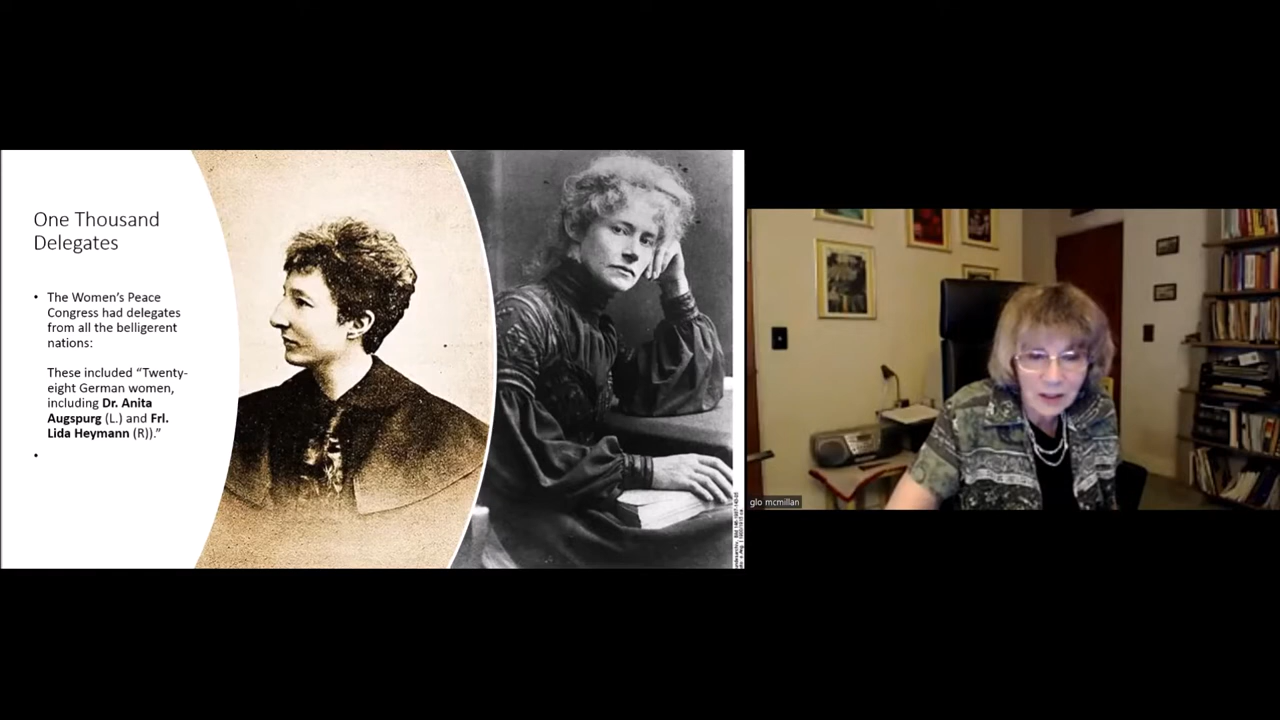 One Thousand
Delegates
• The Women's Peace
Congress had delegates
from all the belligerent
nations:
These included "Twenty-
eight German women,
including Dr. Anita
Augspurg (L.) and Frl.
Lida Heymann (R))."
•
glo mcmillan